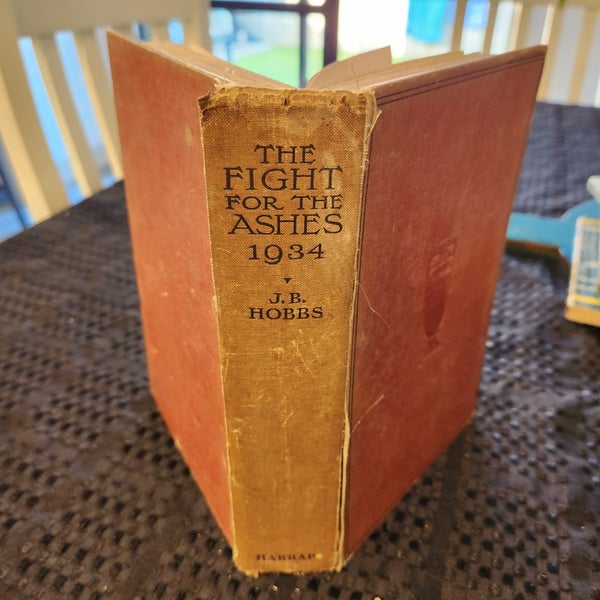 THE
FIGHT
FOR THE
ASHES
1934
J.B.
HOBBS
HARRAP